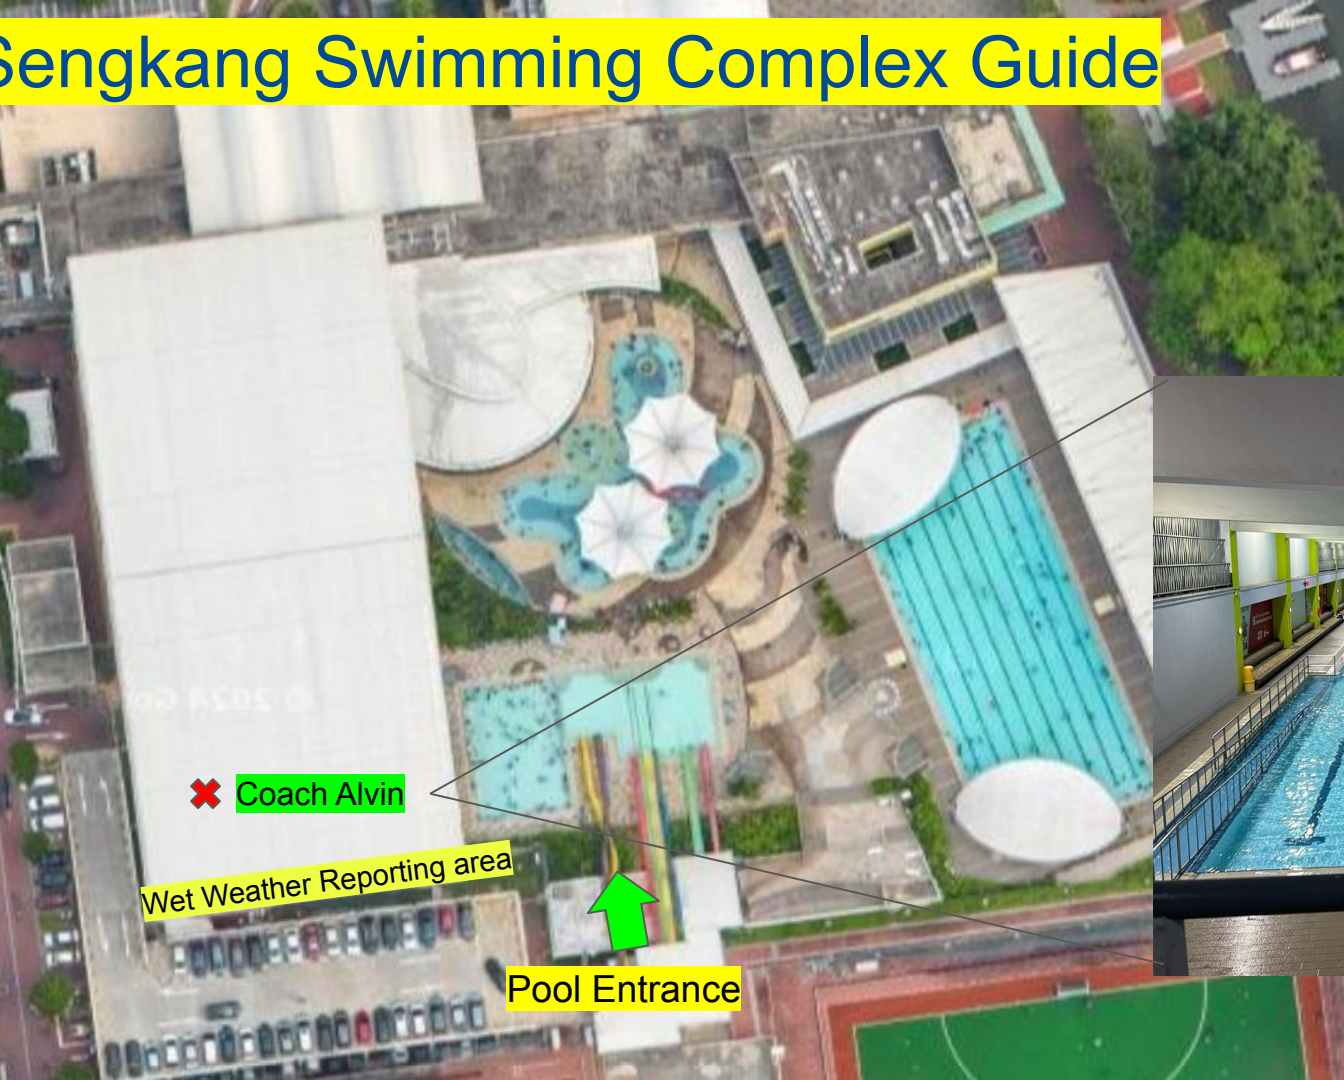 Sengkang Swimming Complex Guide
Coach Alvin
Wet Weather Reporting area
Pool Entrance